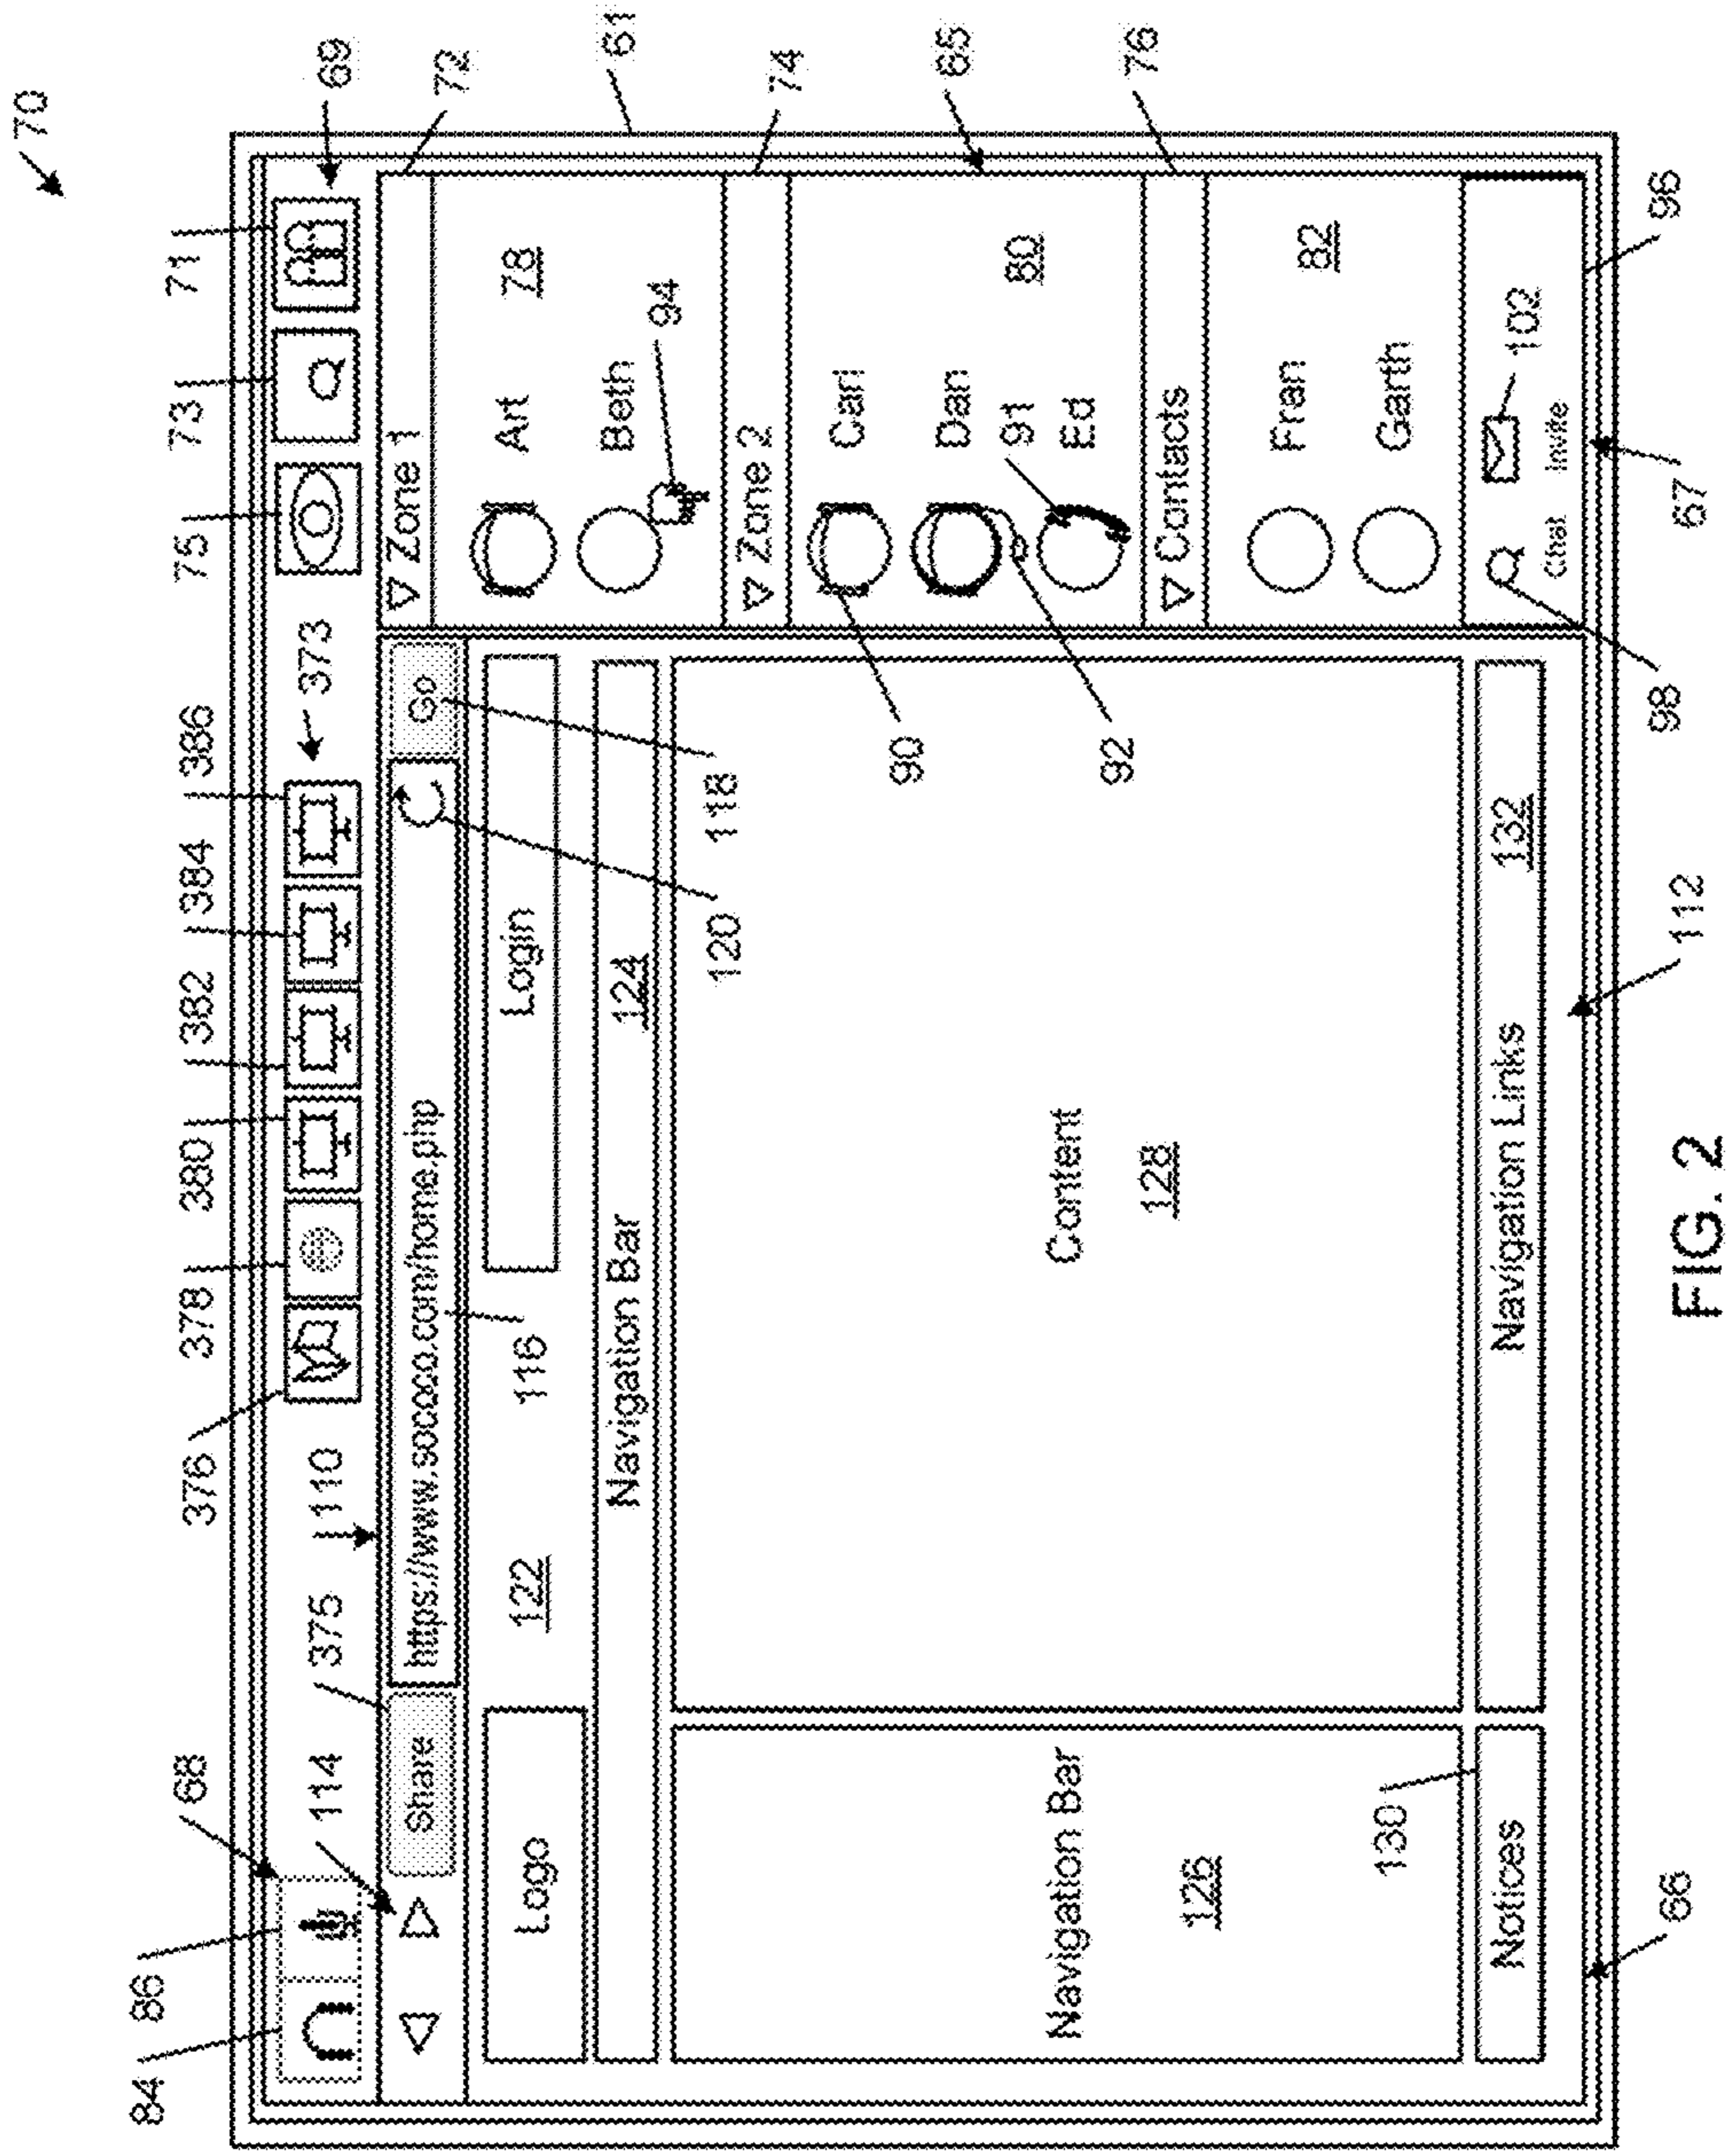 70
84
86
68
376
378
380
382
384
386
75
73
71
114
375
110
373
69
Share
https://www.sococo.com/home.php
Go
▽ Zone 1
72
Logo
122
116
Login
Art
78
61
Navigation Bar
124
120
118
Beth
94
▽ Zone 2
74
90
Carl
Dan
80
65
91
Navigation Bar
Content
92
Ed
126
128
▽ Contacts
76
130
Fran
82
Garth
Notices
Navigation Links
132
102
Chat
Invite
66
112
98
67
96
FIG. 2